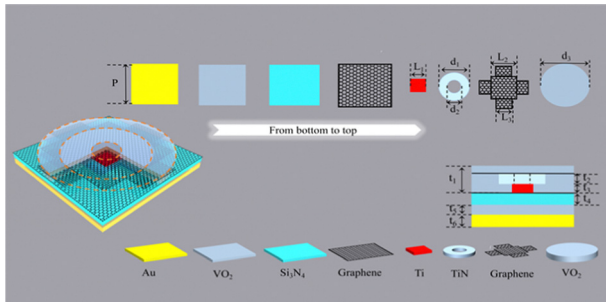 P
L₁
d₁
d₂
L₂
L₃
d₃
From bottom to top
t₁
t₂
t₃
t₄
t₅
t₆
Au
VO₂
Si₃N₄
Graphene
Ti
TiN
Graphene
VO₂